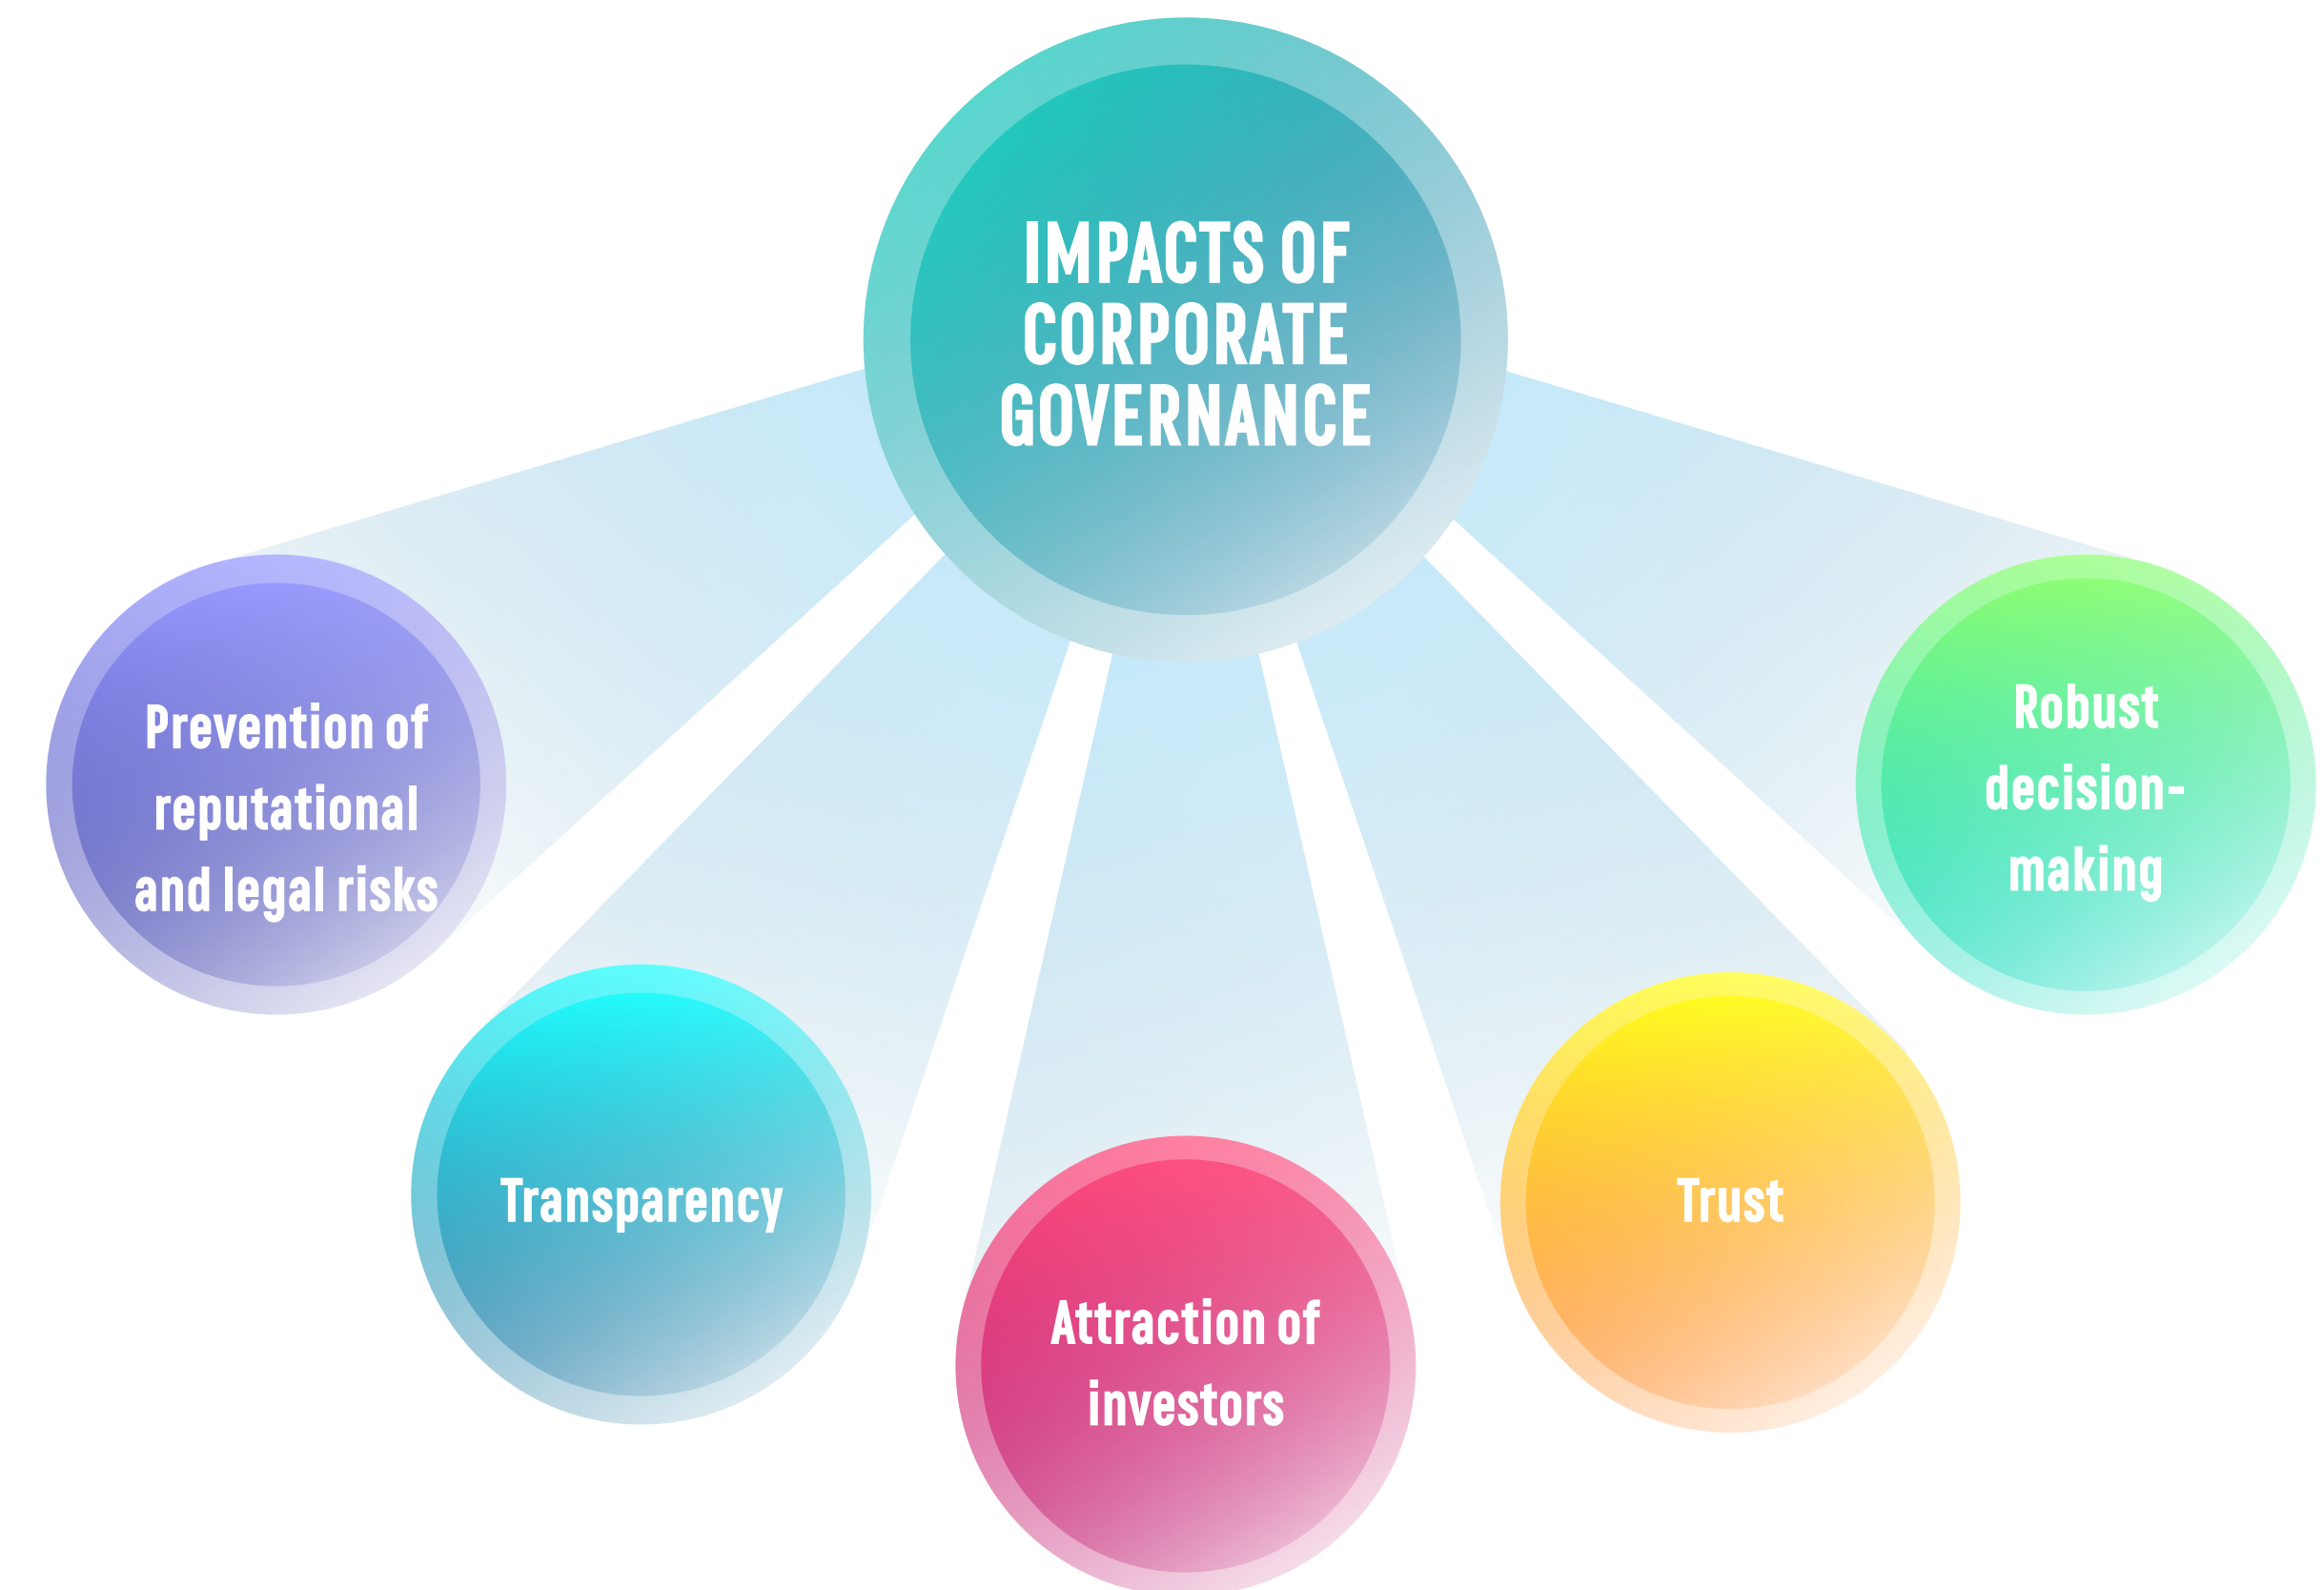 IMPACTS OF
CORPORATE
GOVERNANCE
Prevention of
reputational
and legal risks
Transparency
Attraction of
investors
Trust
Robust
decision-
making